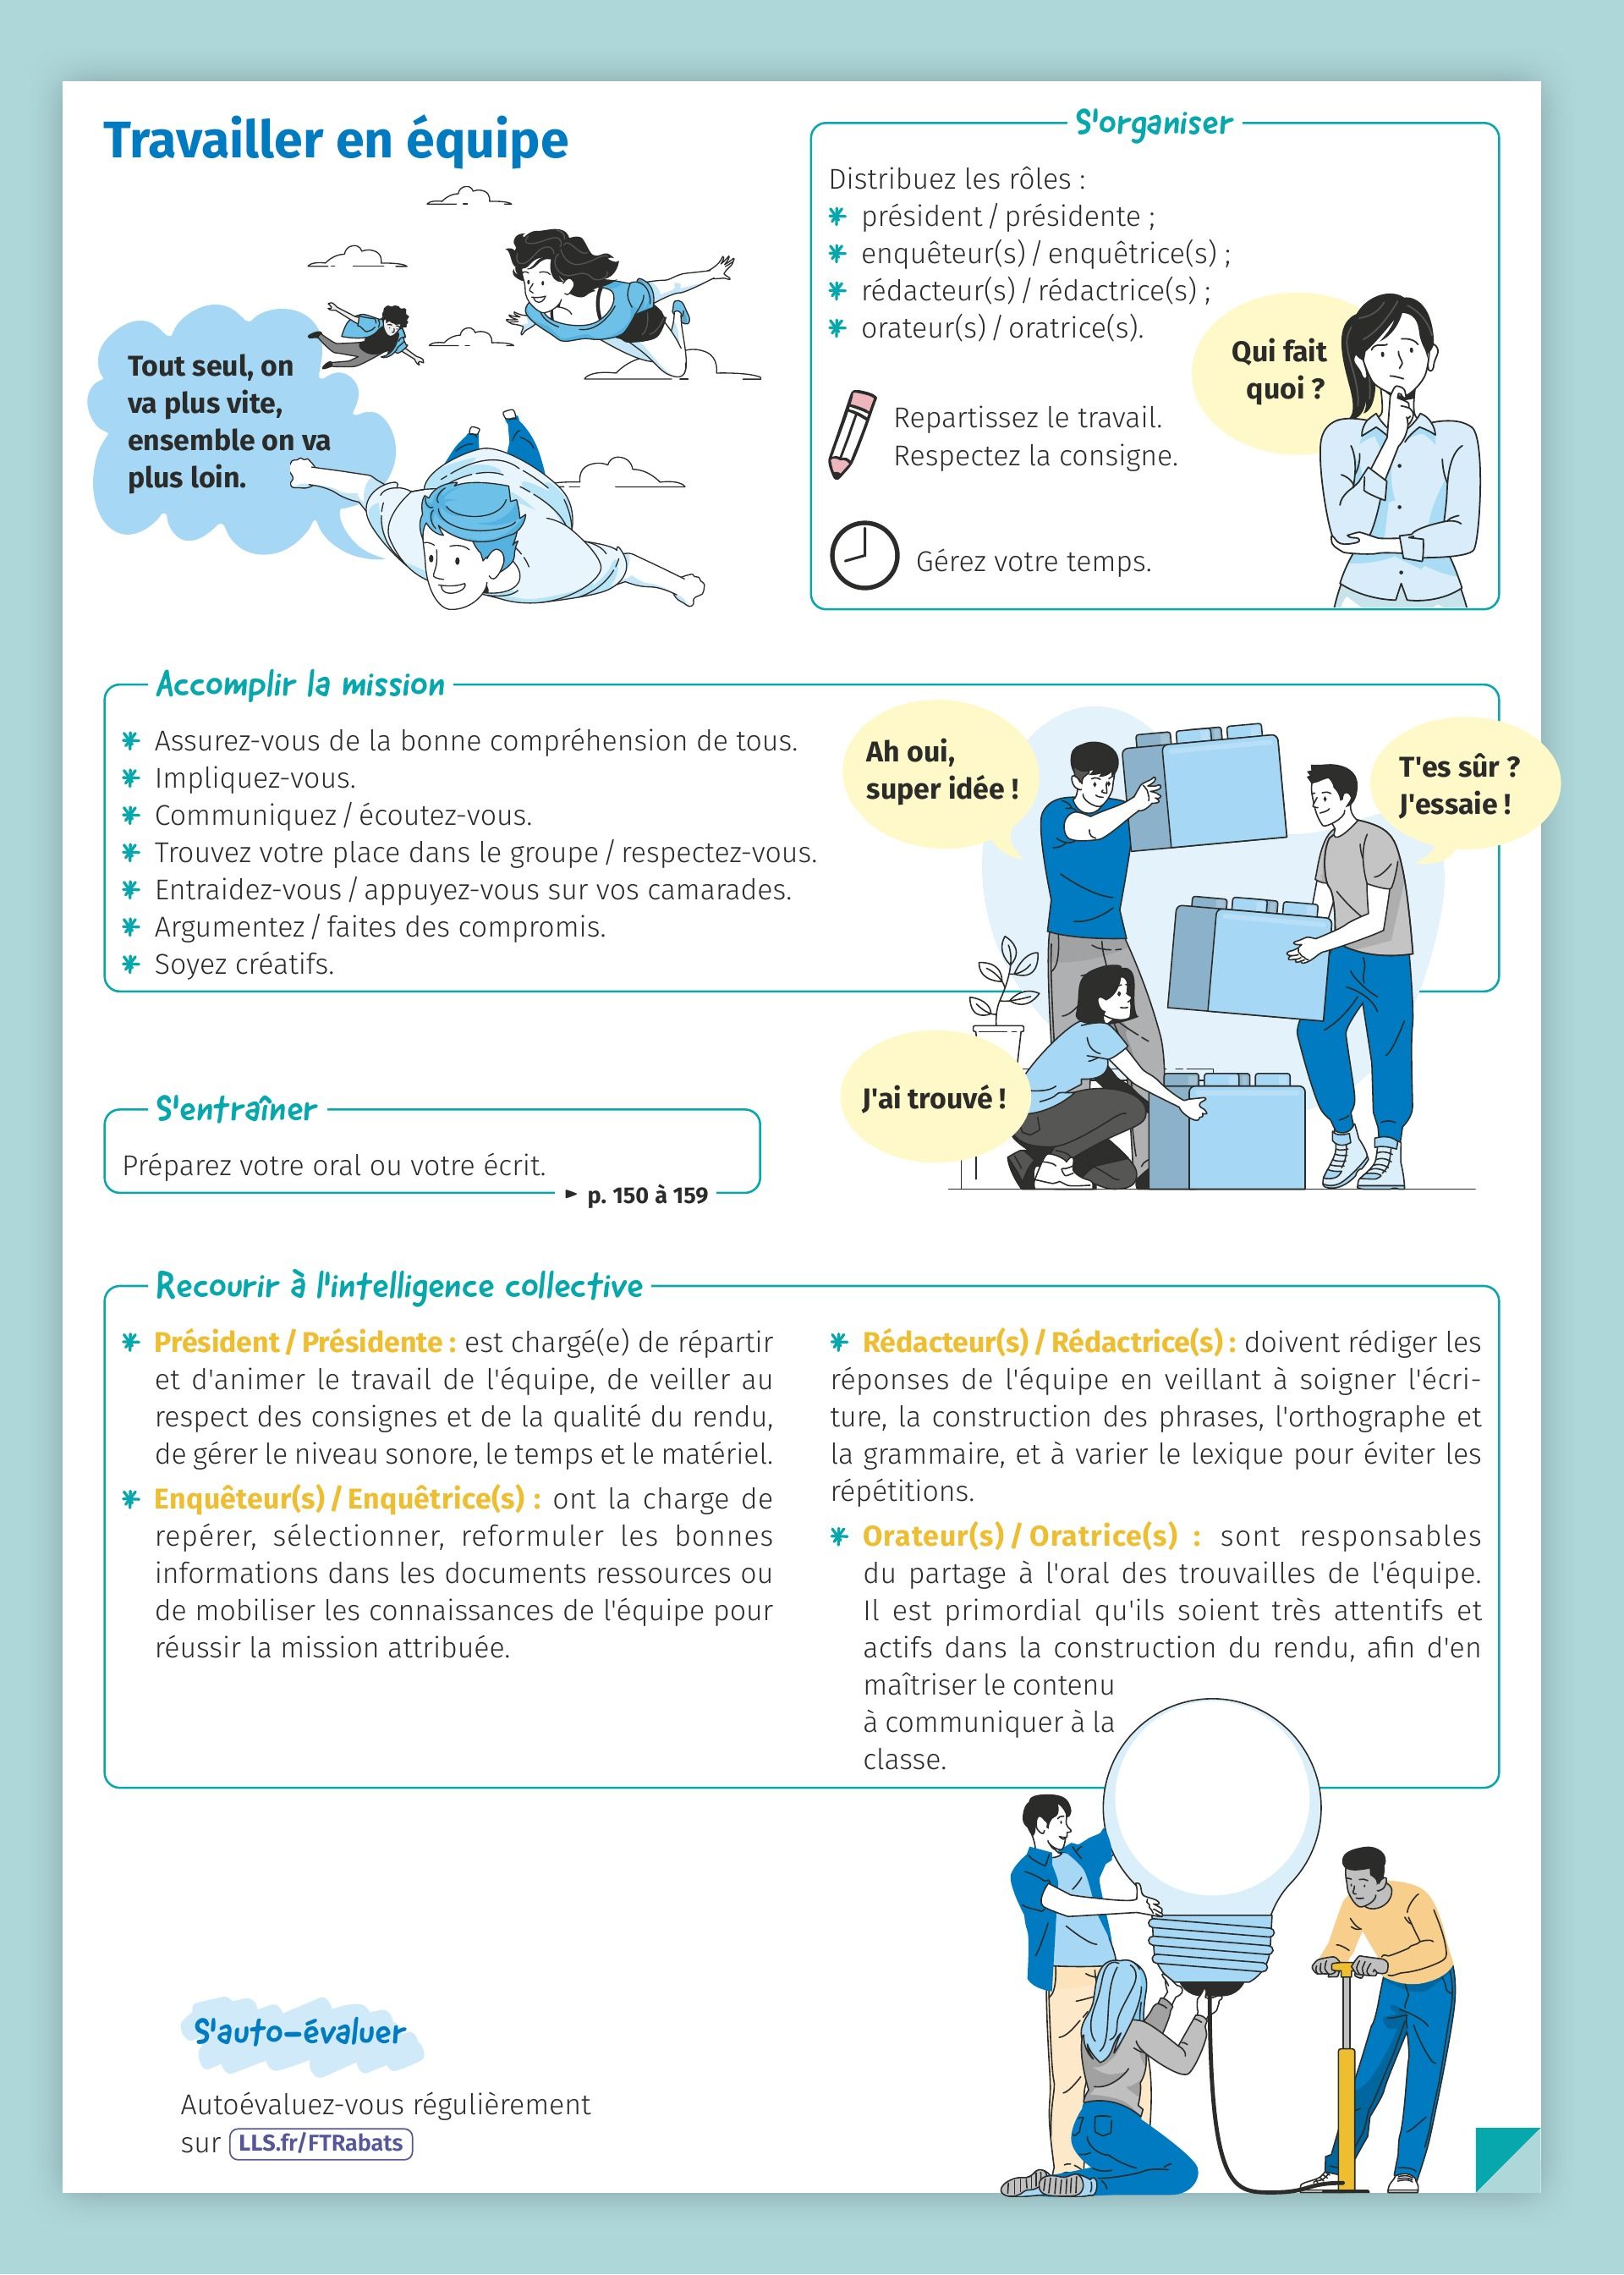 Travailler en équipe
Tout seul, on
va plus vite,
ensemble on va
plus loin.
S'organiser
Distribuez les rôles :
* président / présidente ;
* enquêteur(s) / enquêtrice(s) ;
* rédacteur(s) / rédactrice(s) ;
* orateur(s) / oratrice(s).
Qui fait
quoi ?
Repartissez le travail.
Respectez la consigne.
Gérez votre temps.
Accomplir la mission
* Assurez-vous de la bonne compréhension de tous.
* Impliquez-vous.
* Communiquez / écoutez-vous.
* Trouvez votre place dans le groupe / respectez-vous.
* Entraidez-vous / appuyez-vous sur vos camarades.
* Argumentez / faites des compromis.
* Soyez créatifs.
Ah oui,
super idée !
T'es sûr ?
J'essaie !
J'ai trouvé !
S'entraîner
Préparez votre oral ou votre écrit.
► p. 150 à 159
Recourir à l'intelligence collective
* Président / Présidente : est chargé(e) de répartir
et d'animer le travail de l'équipe, de veiller au
respect des consignes et de la qualité du rendu,
de gérer le niveau sonore, le temps et le matériel.
* Enquêteur(s) / Enquêtrice(s) : ont la charge de
repérer, sélectionner, reformuler les bonnes
informations dans les documents ressources ou
de mobiliser les connaissances de l'équipe pour
réussir la mission attribuée.
* Rédacteur(s) / Rédactrice(s) : doivent rédiger les
réponses de l'équipe en veillant à soigner l'écri-
ture, la construction des phrases, l'orthographe et
la grammaire, et à varier le lexique pour éviter les
répétitions.
* Orateur(s) / Oratrice(s) : sont responsables
du partage à l'oral des trouvailles de l'équipe.
Il est primordial qu'ils soient très attentifs et
actifs dans la construction du rendu, afin d'en
maîtriser le contenu
à communiquer à la
classe.
S'auto-évaluer
Autoévaluez-vous régulièrement
sur LLS.fr/FTRabats